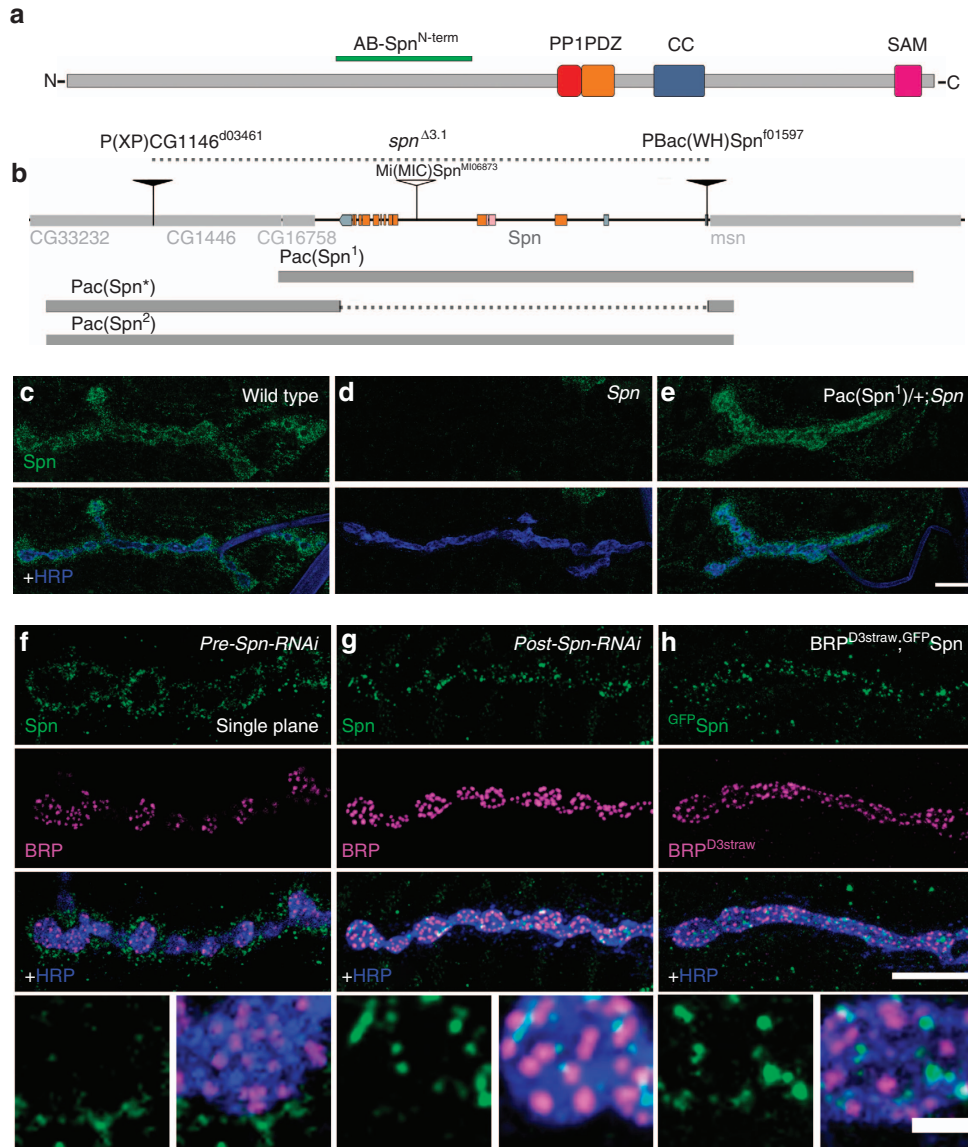 a
AB-Spn^N-term
PP1PDZ
CC
SAM
N
C
P(XP)CG1146^d03461
spn^Δ3.1
PBac(WH)Spn^f01597
b
Mi(MIC)Spn^MI06873
CG33232
CG1446
CG16758
Spn
msn
Pac(Spn^1)
Pac(Spn*)
Pac(Spn^2)
c
Wild type
d
Spn
e
Pac(Spn^1)/+;Spn
Spn
+HRP
f
Pre-Spn-RNAi
g
Post-Spn-RNAi
h
BRP^D3straw;GFPSpn
Spn
Single plane
Spn
^GFPSpn
BRP
BRP
BRP^D3straw
+HRP
+HRP
+HRP